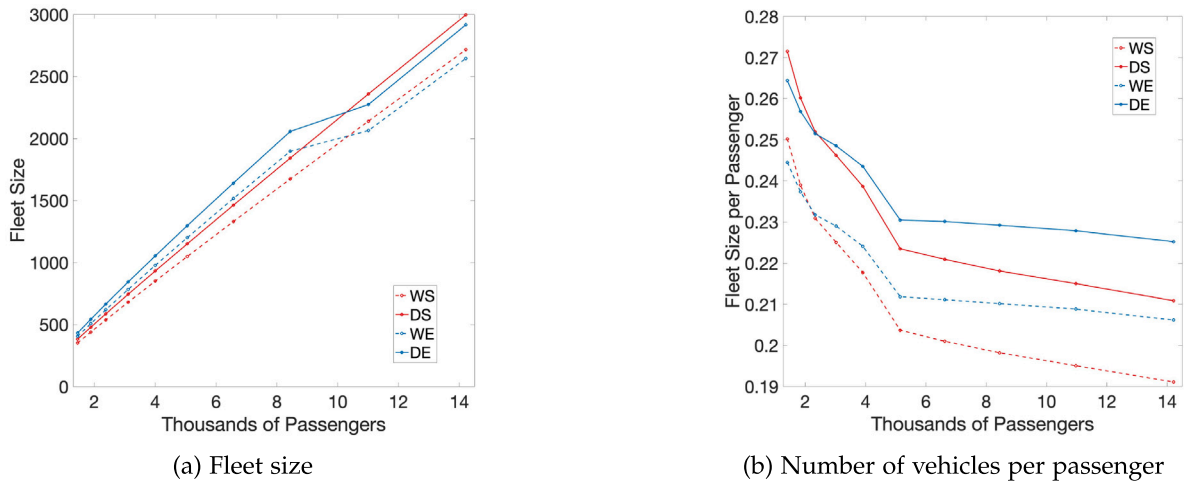 3000
2500
2000
1500
1000
500
0
Fleet Size
2 4 6 8 10 12 14
Thousands of Passengers
WS
DS
WE
DE
(a) Fleet size
0.28
0.27
0.26
0.25
0.24
0.23
0.22
0.21
0.2
0.19
Fleet Size per Passenger
2 4 6 8 10 12 14
Thousands of Passengers
WS
DS
WE
DE
(b) Number of vehicles per passenger